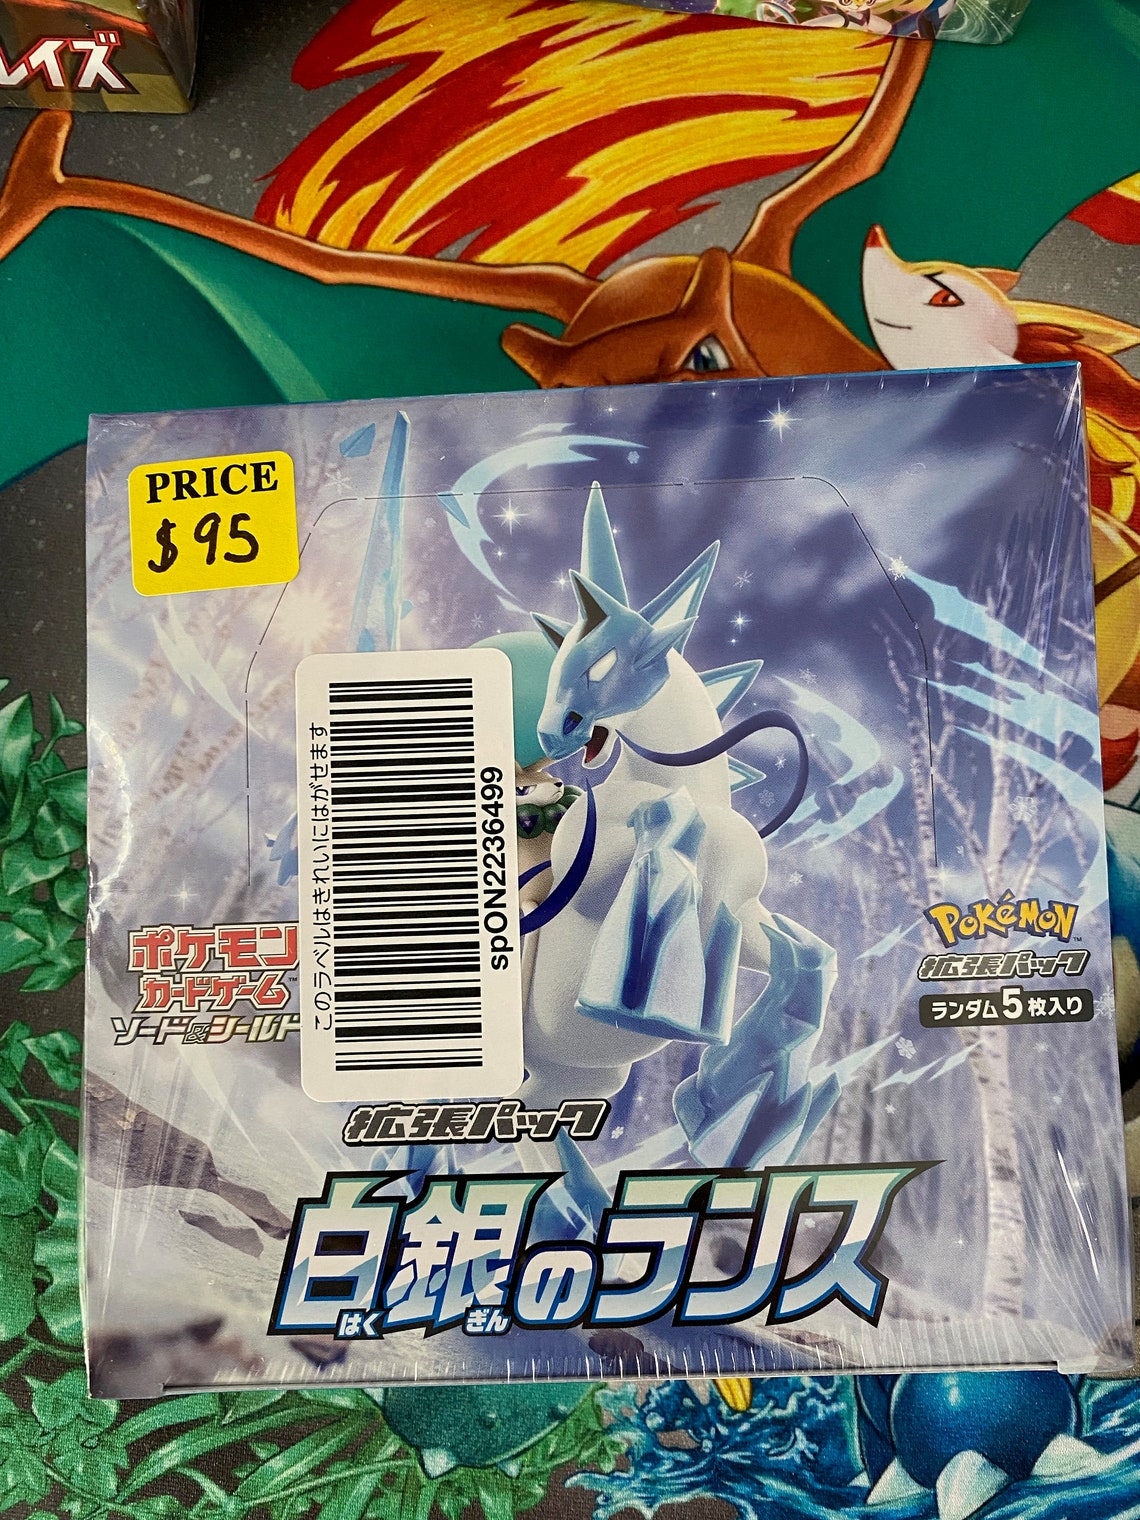 レイズ
PRICE
$95
このラベルはきれいにはがせます
spON2236499
ポケモン
カードゲーム
ソード&シールド
POKéMON
拡張パック
ランダム5枚入り
拡張パック
白銀のランス
はく ぎん